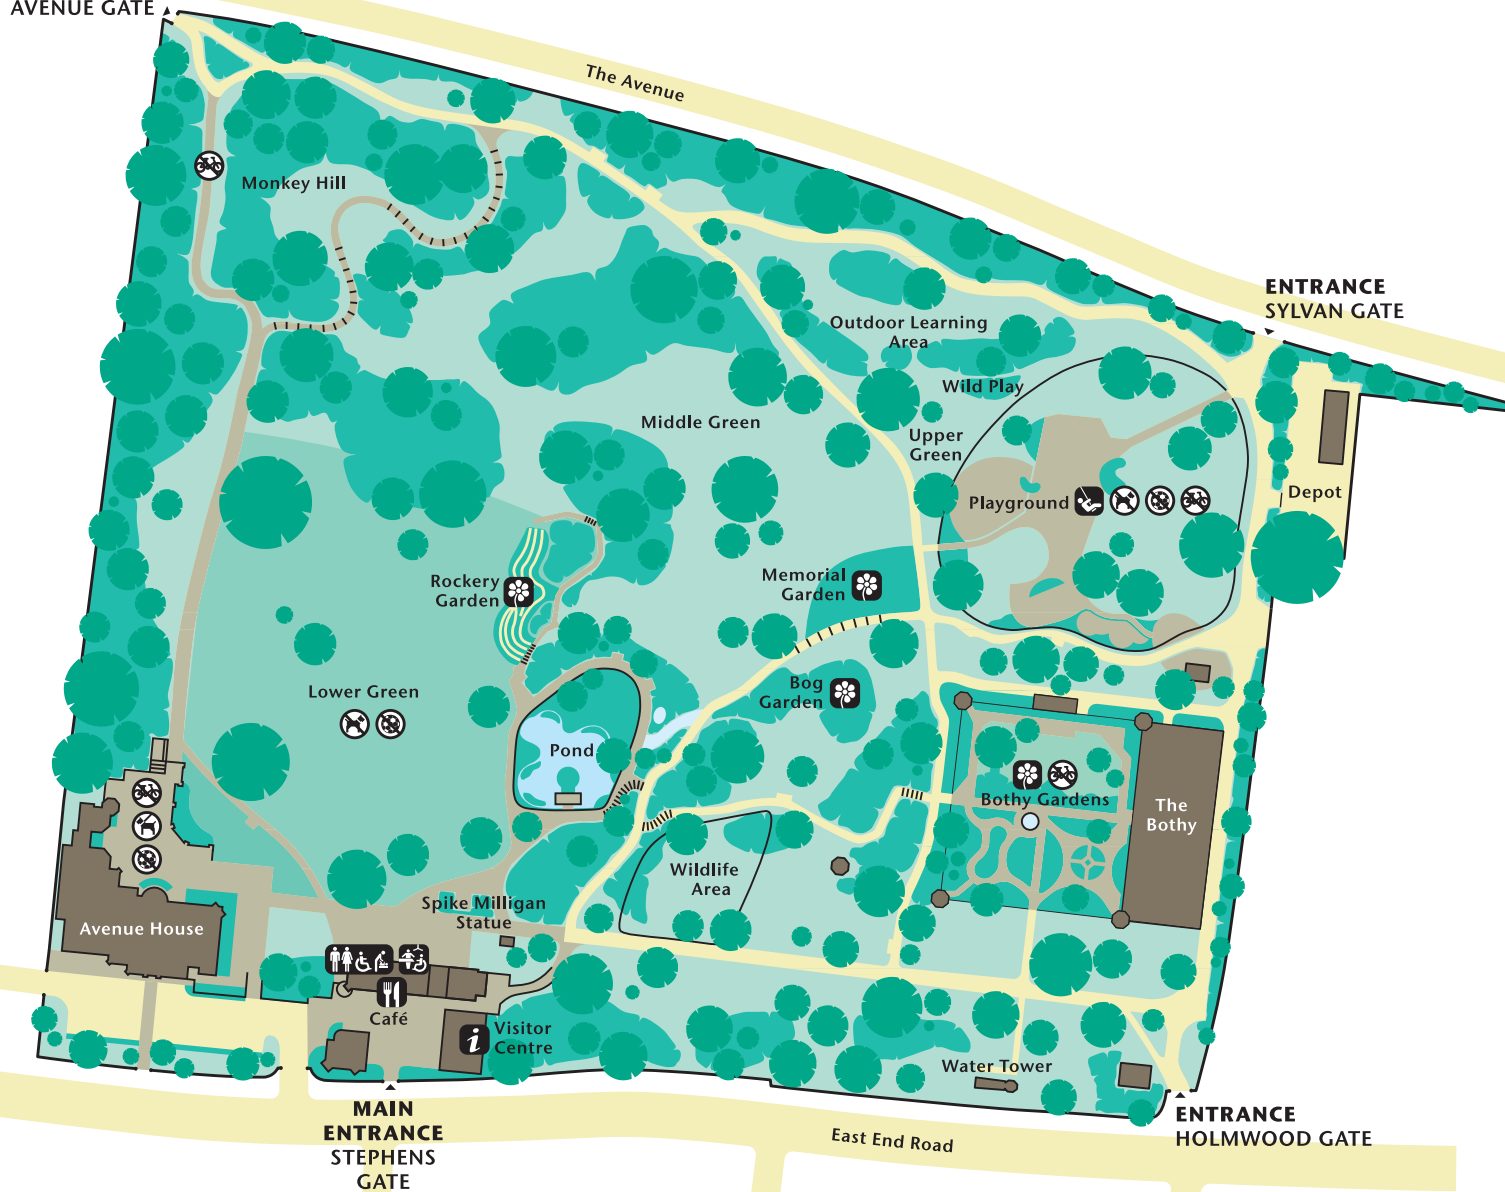 AVENUE GATE
The Avenue
Monkey Hill
ENTRANCE
SYLVAN GATE
Outdoor Learning
Area
Wild Play
Middle Green
Upper
Green
Playground
Depot
Rockery
Garden
Memorial
Garden
Lower Green
Bog
Garden
Pond
Bothy Gardens
The
Bothy
Wildlife
Area
Spike Milligan
Statue
Avenue House
Café
i
Visitor
Centre
Water Tower
MAIN
ENTRANCE
STEPHENS
GATE
East End Road
ENTRANCE
HOLMWOOD GATE